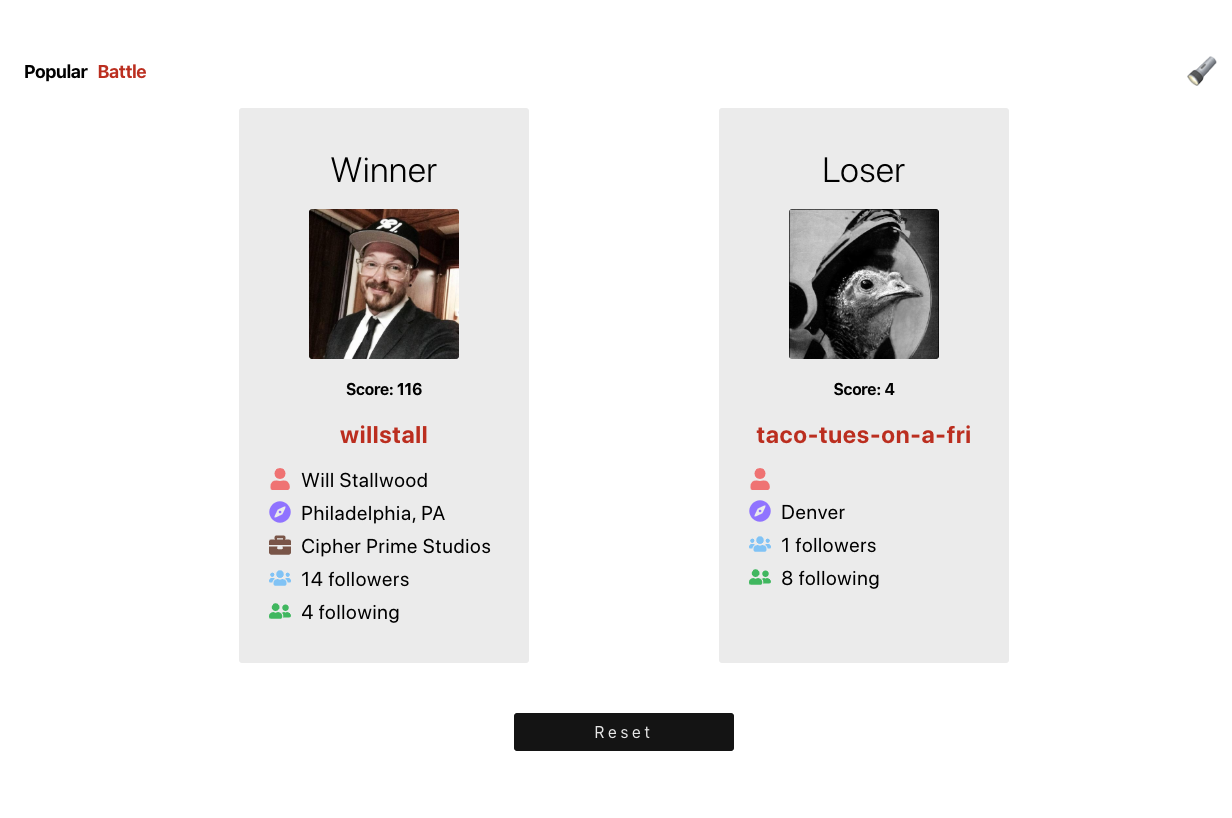 Popular Battle
Winner
Score: 116
willstall
Will Stallwood
Philadelphia, PA
Cipher Prime Studios
14 followers
4 following
Loser
Score: 4
taco-tues-on-a-fri
Denver
1 followers
8 following
Reset